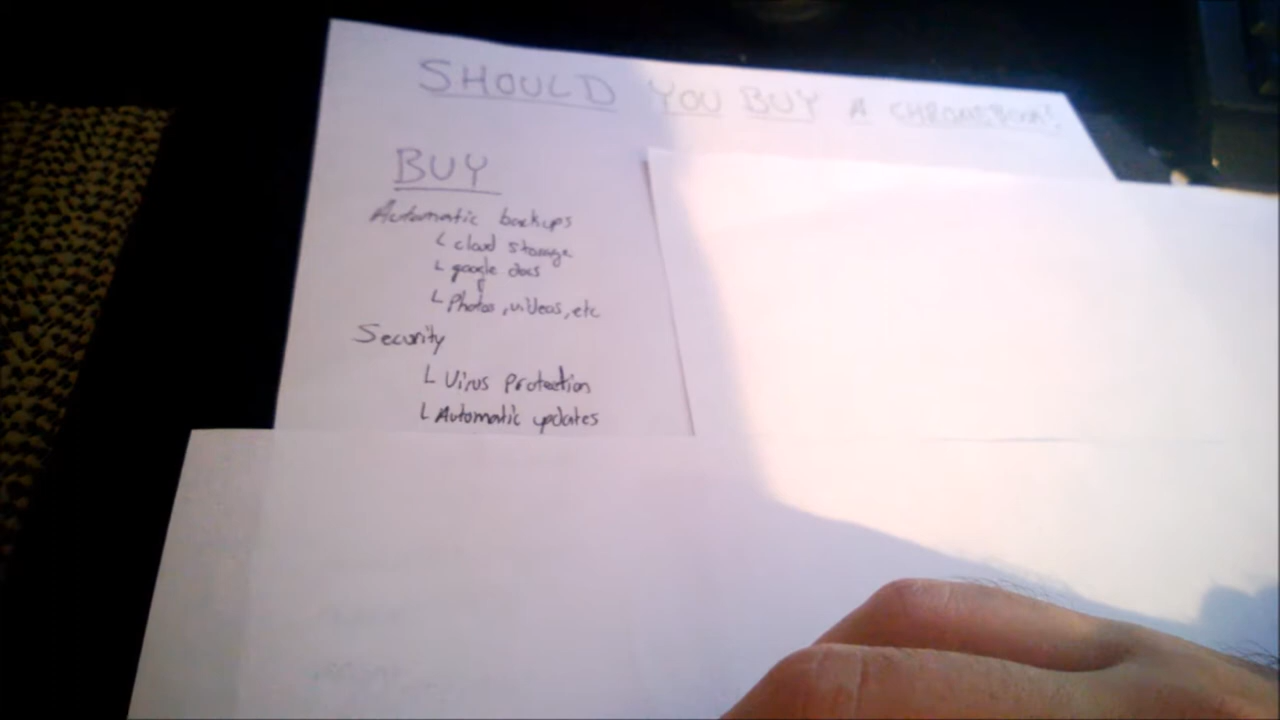 SHOULD YOU BUY A CHROMEBOOK?
BUY
Automatic backups
└ cloud storage
└ google docs
└ Photos, videos, etc
Security
└ Virus Protection
└ Automatic updates